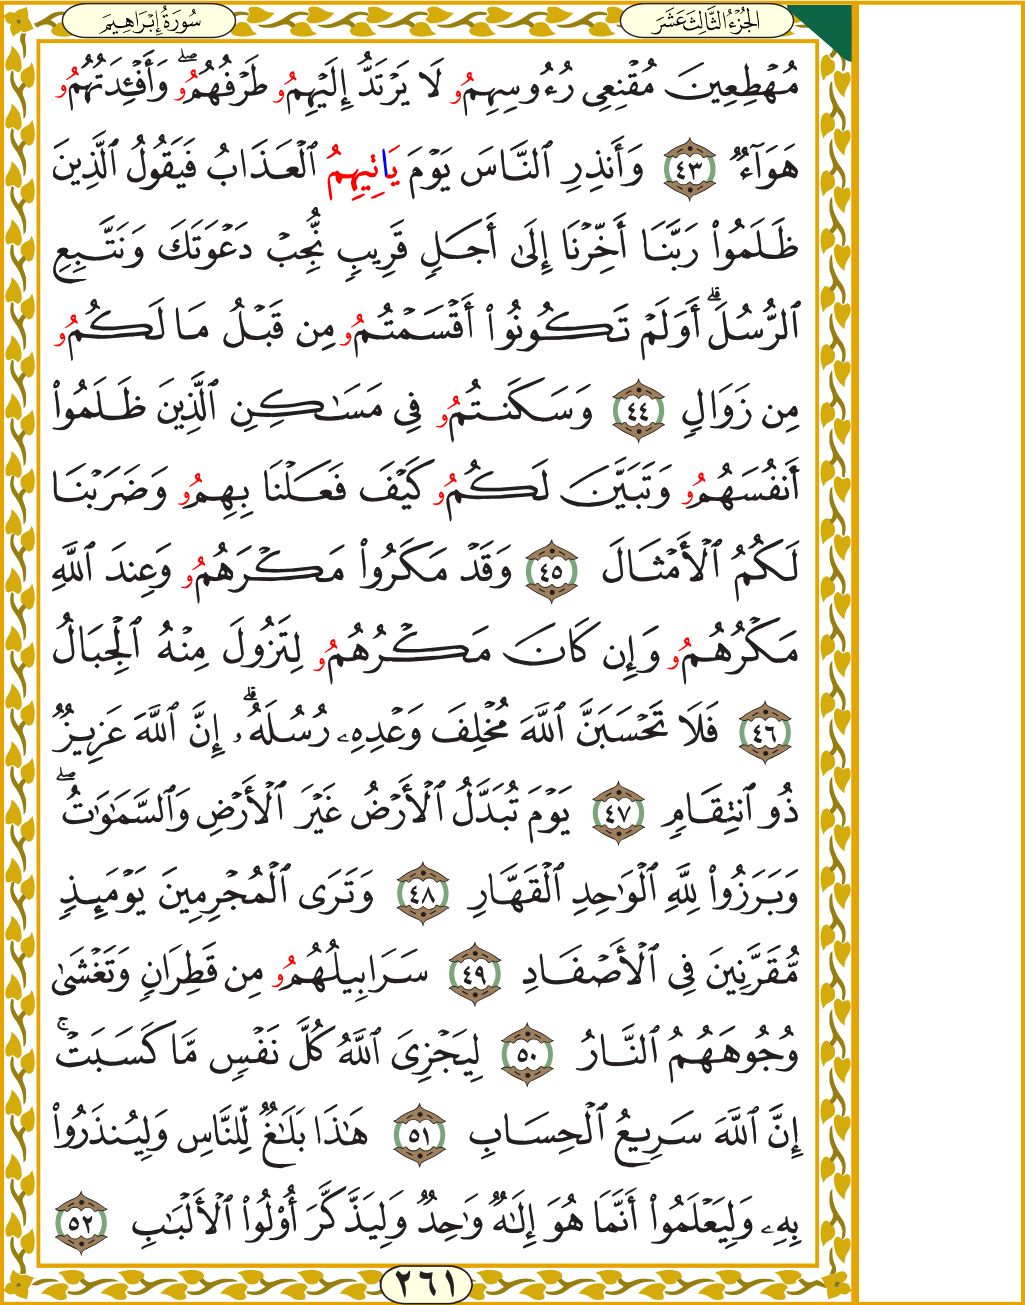 الجُزْءُ الثَّالِثَ عَشَرَ
سُورَةُ إِبْرَاهِيمَ
مُهْطِعِينَ مُقْنِعِى رُءُوسِهِمُو لَا يَرْتَدُّ إِلَيْهِمُو طَرْفُهُمُوۖ وَأَفْـِٔدَتُهُمُو
هَوَآءٌ ٤٣ وَأَنذِرِ ٱلنَّاسَ يَوْمَ يَاتِيهِمُ ٱلْعَذَابُ فَيَقُولُ ٱلَّذِينَ
ظَلَمُوا۟ رَبَّنَا أَخِّرْنَا إِلَىٰ أَجَلٍ قَرِيبٍ نُّجِبْ دَعْوَتَكَ وَنَتَّبِعِ
ٱلرُّسُلَۗ أَوَلَمْ تَكُونُوا۟ أَقْسَمْتُمُو مِن قَبْلُ مَا لَكُمُو
مِن زَوَالٍ ٤٤ وَسَكَنتُمُو فِى مَسَـٰكِنِ ٱلَّذِينَ ظَلَمُوا۟
أَنفُسَهُمُو وَتَبَيَّنَ لَكُمُو كَيْفَ فَعَلْنَا بِهِمُو وَضَرَبْنَا
لَكُمُ ٱلْأَمْثَالَ ٤٥ وَقَدْ مَكَرُوا۟ مَكْرَهُمُو وَعِندَ ٱللَّهِ
مَكْرُهُمُو وَإِن كَانَ مَكْرُهُمُو لِتَزُولَ مِنْهُ ٱلْجِبَالُ
٤٦ فَلَا تَحْسَبَنَّ ٱللَّهَ مُخْلِفَ وَعْدِهِۦ رُسُلَهُۥۗ إِنَّ ٱللَّهَ عَزِيزٌ
ذُو ٱنتِقَامٍ ٤٧ يَوْمَ تُبَدَّلُ ٱلْأَرْضُ غَيْرَ ٱلْأَرْضِ وَٱلسَّمَـٰوَٰتُۖ
وَبَرَزُوا۟ لِلَّهِ ٱلْوَٰحِدِ ٱلْقَهَّارِ ٤٨ وَتَرَى ٱلْمُجْرِمِينَ يَوْمَئِذٍ
مُّقَرَّنِينَ فِى ٱلْأَصْفَادِ ٤٩ سَرَابِيلُهُمُو مِن قَطِرَانٍ وَتَغْشَىٰ
وُجُوهَهُمُ ٱلنَّارُ ٥٠ لِيَجْزِىَ ٱللَّهُ كُلَّ نَفْسٍ مَّا كَسَبَتْۚ
إِنَّ ٱللَّهَ سَرِيعُ ٱلْحِسَابِ ٥١ هَـٰذَا بَلَـٰغٌ لِّلنَّاسِ وَلِيُنذَرُوا۟
بِهِۦ وَلِيَعْلَمُوا۟ أَنَّمَا هُوَ إِلَـٰهٌ وَٰحِدٌ وَلِيَذَّكَّرَ أُو۟لُوا۟ ٱلْأَلْبَـٰبِ ٥٢
٢٦١